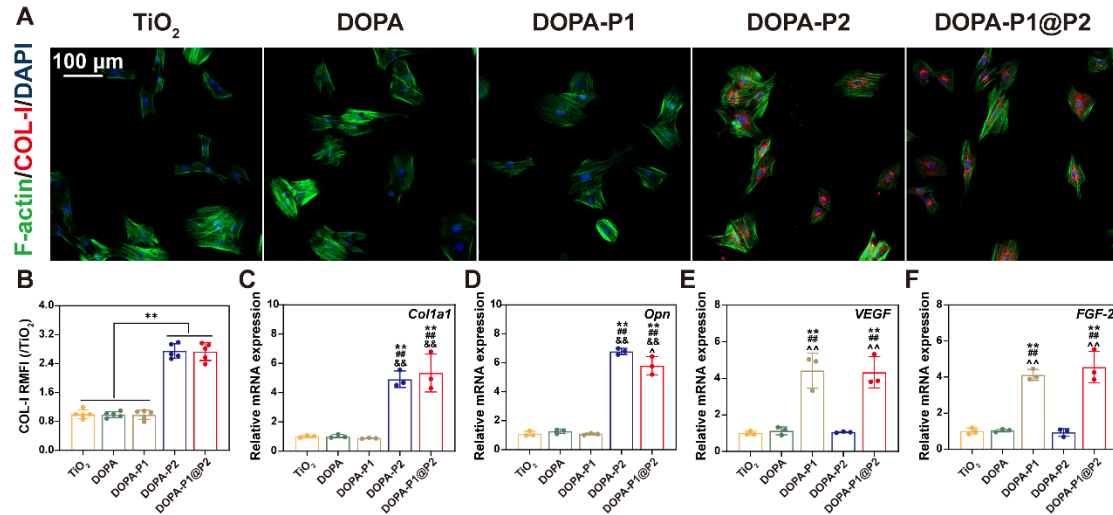 A
TiO₂
DOPA
DOPA-P1
DOPA-P2
DOPA-P1@P2
F-actin/COL-I/DAPI
100 μm
B
COL-I RMFI (/TiO₂)
4.0
3.2
2.4
1.6
0.8
0.0
**
TiO₂
DOPA
DOPA-P1
DOPA-P2
DOPA-P1@P2
C
Relative mRNA expression
10
8
6
4
2
0
Col1a1
**
##
&&
**
##
&&
TiO₂
DOPA
DOPA-P1
DOPA-P2
DOPA-P1@P2
D
Relative mRNA expression
10
8
6
4
2
0
Opn
**
##
&&
**
##
&&
^
TiO₂
DOPA
DOPA-P1
DOPA-P2
DOPA-P1@P2
E
Relative mRNA expression
8
6
4
2
0
VEGF
**
##
^^
**
##
^^
TiO₂
DOPA
DOPA-P1
DOPA-P2
DOPA-P1@P2
F
Relative mRNA expression
8
6
4
2
0
FGF-2
**
##
^^
**
##
^^
TiO₂
DOPA
DOPA-P1
DOPA-P2
DOPA-P1@P2